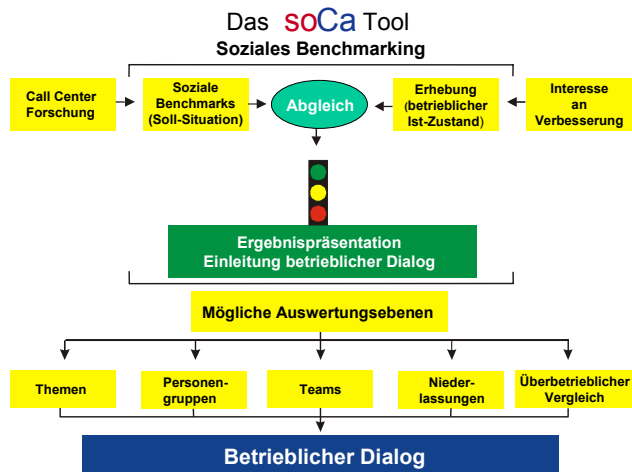 Das soCa Tool
Soziales Benchmarking
Call Center
Forschung
Soziale
Benchmarks
(Soll-Situation)
Abgleich
Erhebung
(betrieblicher
Ist-Zustand)
Interesse
an
Verbesserung
Ergebnispräsentation
Einleitung betrieblicher Dialog
Mögliche Auswertungsebenen
Themen
Personen-
gruppen
Teams
Nieder-
lassungen
Überbetrieblicher
Vergleich
Betrieblicher Dialog